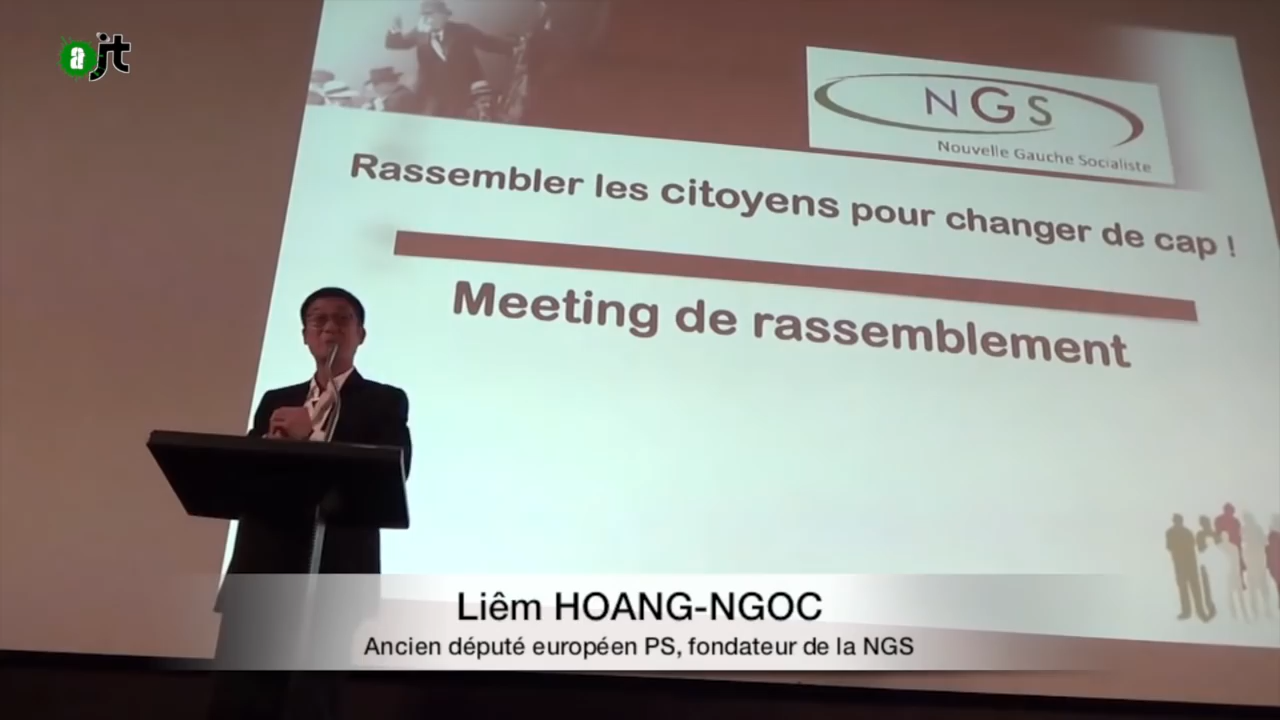 ajt
NGS
Nouvelle Gauche Socialiste
Rassembler les citoyens pour changer de cap !
Meeting de rassemblement
Liêm HOANG-NGOC
Ancien député européen PS, fondateur de la NGS